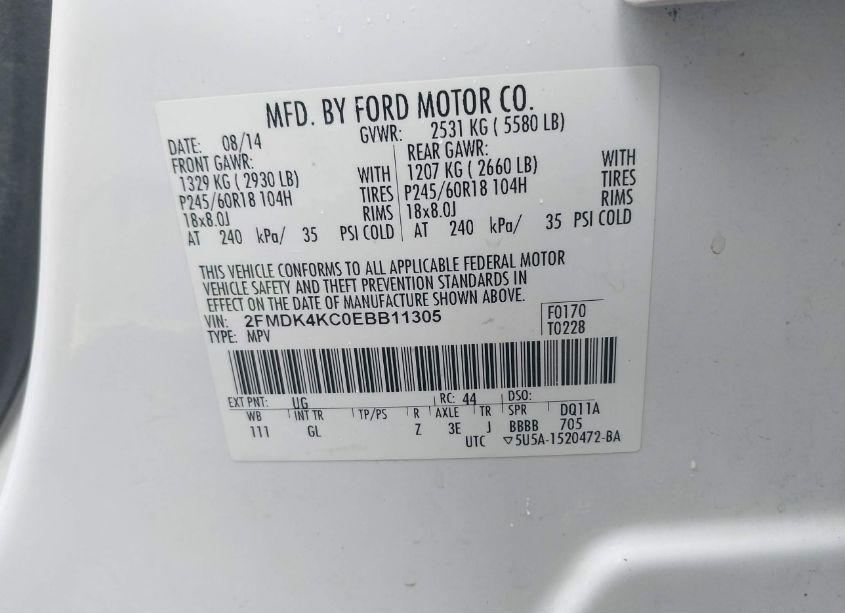 MFD. BY FORD MOTOR CO.
DATE: 08/14 GVWR: 2531 KG ( 5580 LB)
FRONT GAWR: REAR GAWR:
1329 KG ( 2930 LB) WITH 1207 KG ( 2660 LB) WITH
P245/60R18 104H TIRES P245/60R18 104H TIRES
18x8.0J RIMS 18x8.0J RIMS
AT 240 kPa/ 35 PSI COLD AT 240 kPa/ 35 PSI COLD
THIS VEHICLE CONFORMS TO ALL APPLICABLE FEDERAL MOTOR
VEHICLE SAFETY AND THEFT PREVENTION STANDARDS IN
EFFECT ON THE DATE OF MANUFACTURE SHOWN ABOVE.
VIN: 2FMDK4KC0EBB11305 F0170
TYPE: MPV T0228
EXT PNT: UG RC: 44 DSO:
WB INT TR TP/PS R AXLE TR SPR DQ11A
111 GL Z 3E J BBBB 705
UTC ▽5U5A-1520472-BA